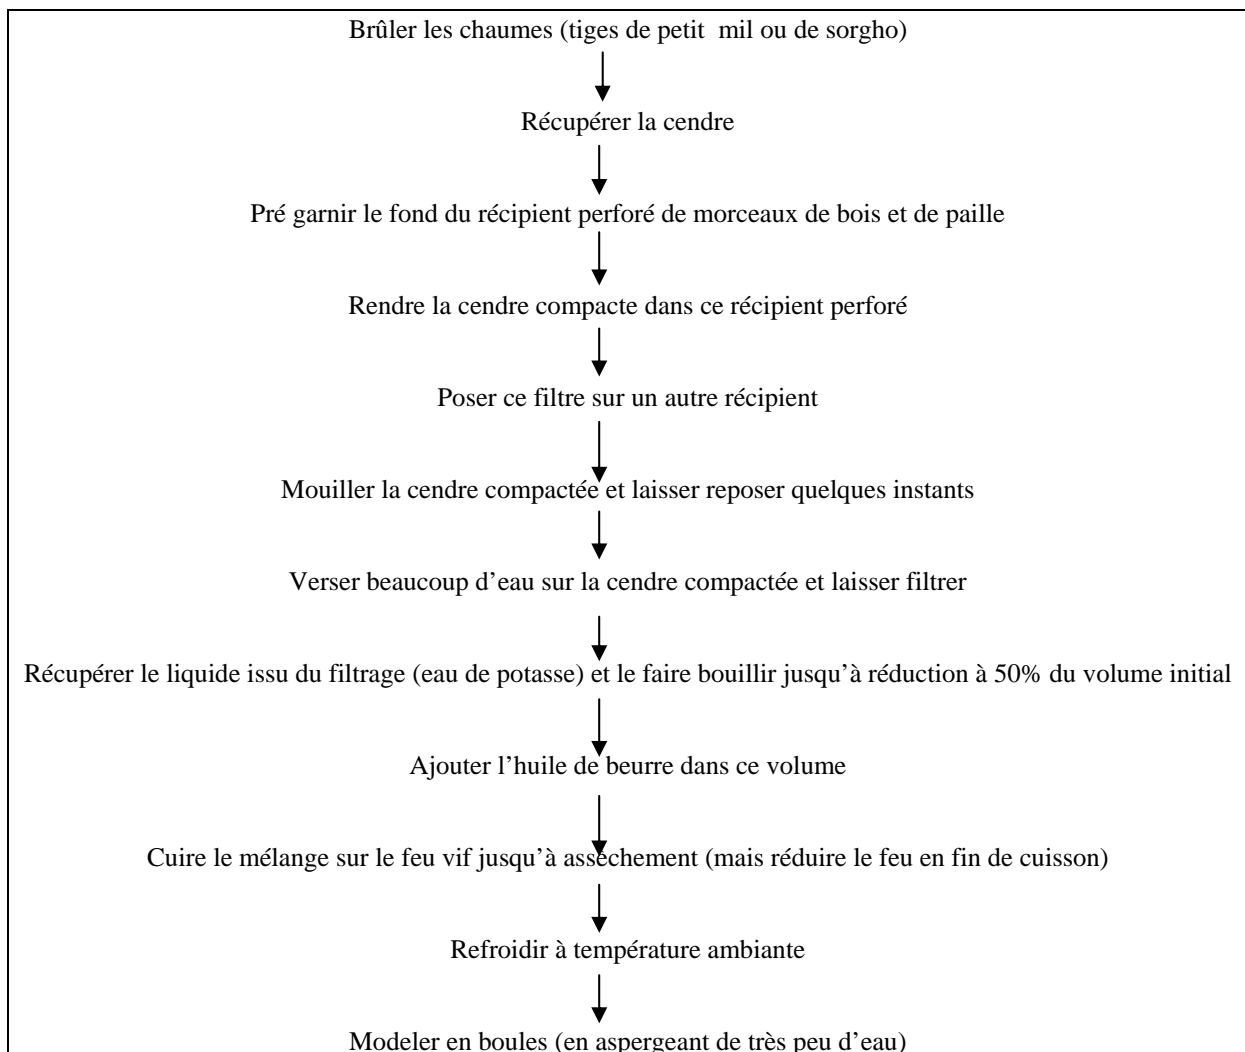 Brûler les chaumes (tiges de petit mil ou de sorgho)
Récupérer la cendre
Pré garnir le fond du récipient perforé de morceaux de bois et de paille
Rendre la cendre compacte dans ce récipient perforé
Poser ce filtre sur un autre récipient
Mouiller la cendre compactée et laisser reposer quelques instants
Verser beaucoup d’eau sur la cendre compactée et laisser filtrer
Récupérer le liquide issu du filtrage (eau de potasse) et le faire bouillir jusqu’à réduction à 50% du volume initial
Ajouter l’huile de beurre dans ce volume
Cuire le mélange sur le feu vif jusqu’à assèchement (mais réduire le feu en fin de cuisson)
Refroidir à température ambiante
Modeler en boules (en aspergeant de très peu d’eau)